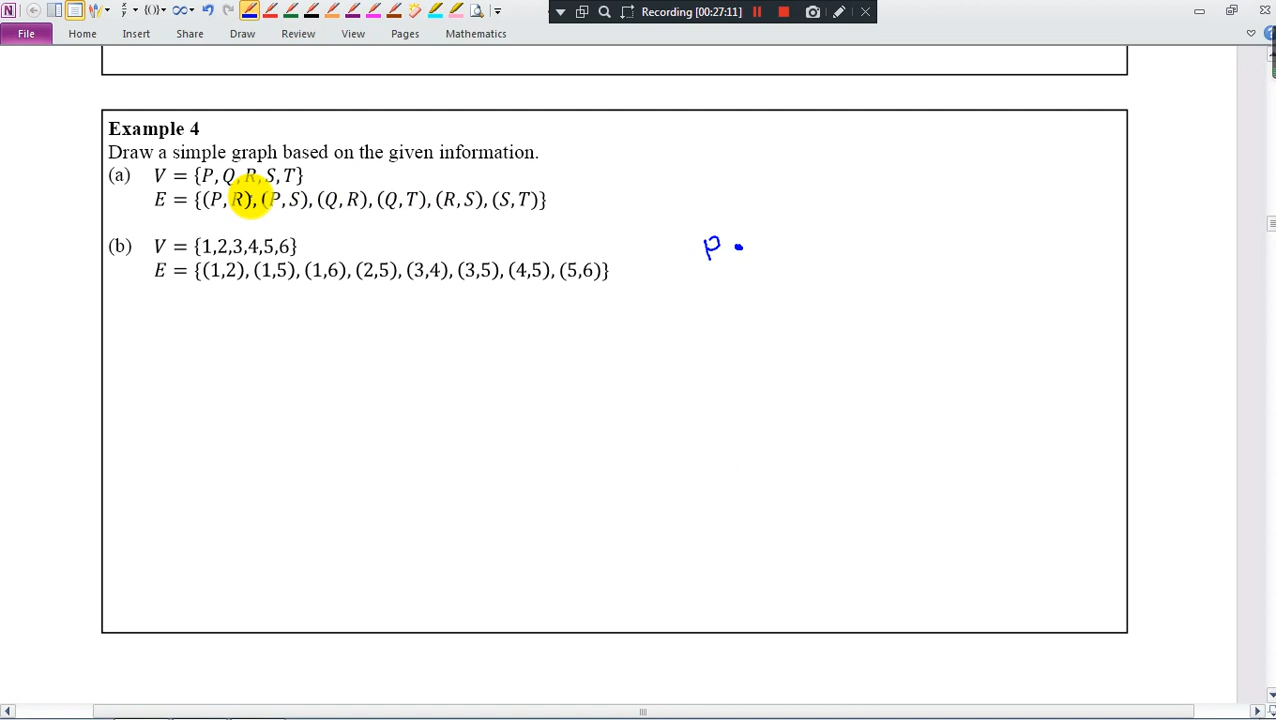 Recording [00:27:11]
File Home Insert Share Draw Review View Pages Mathematics
Example 4
Draw a simple graph based on the given information.
(a) V = {P, Q, R, S, T}
E = {(P, R), (P, S), (Q, R), (Q, T), (R, S), (S, T)}
(b) V = {1,2,3,4,5,6}
P
E = {(1,2), (1,5), (1,6), (2,5), (3,4), (3,5), (4,5), (5,6)}